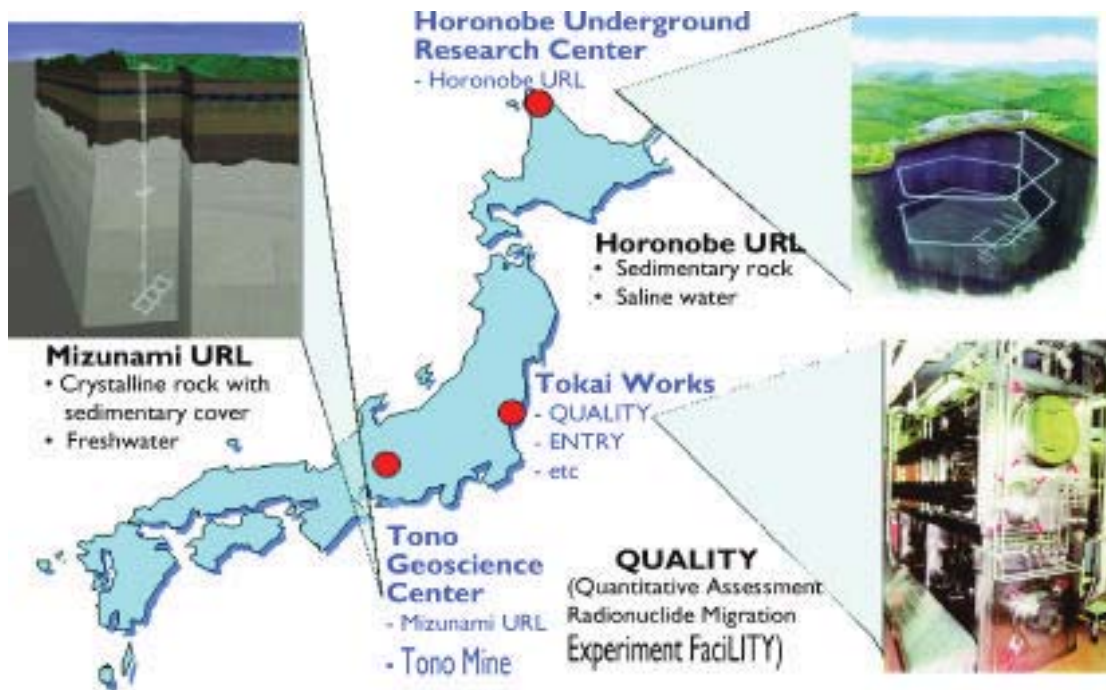 Horonobe Underground
Research Center
- Horonobe URL
Horonobe URL
• Sedimentary rock
• Saline water
Mizunami URL
• Crystalline rock with
sedimentary cover
• Freshwater
Tokai Works
- QUALITY
- ENTRY
- etc
Tono
Geoscience
Center
- Mizunami URL
- Tono Mine
QUALITY
(Quantitative Assessment
Radionuclide Migration
Experiment FaciLITY)